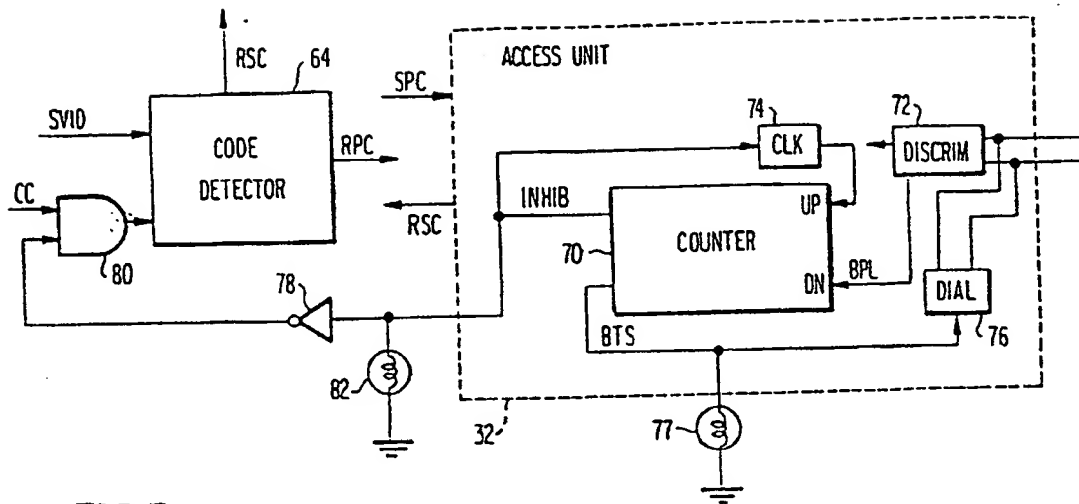 RSC
64
SPC
ACCESS UNIT
SVID
CODE
DETECTOR
RPC
74
CLK
72
DISCRIM
CC
80
RSC
INHIB
70
COUNTER
UP
DN
BPL
DIAL
76
78
BTS
82
32
77